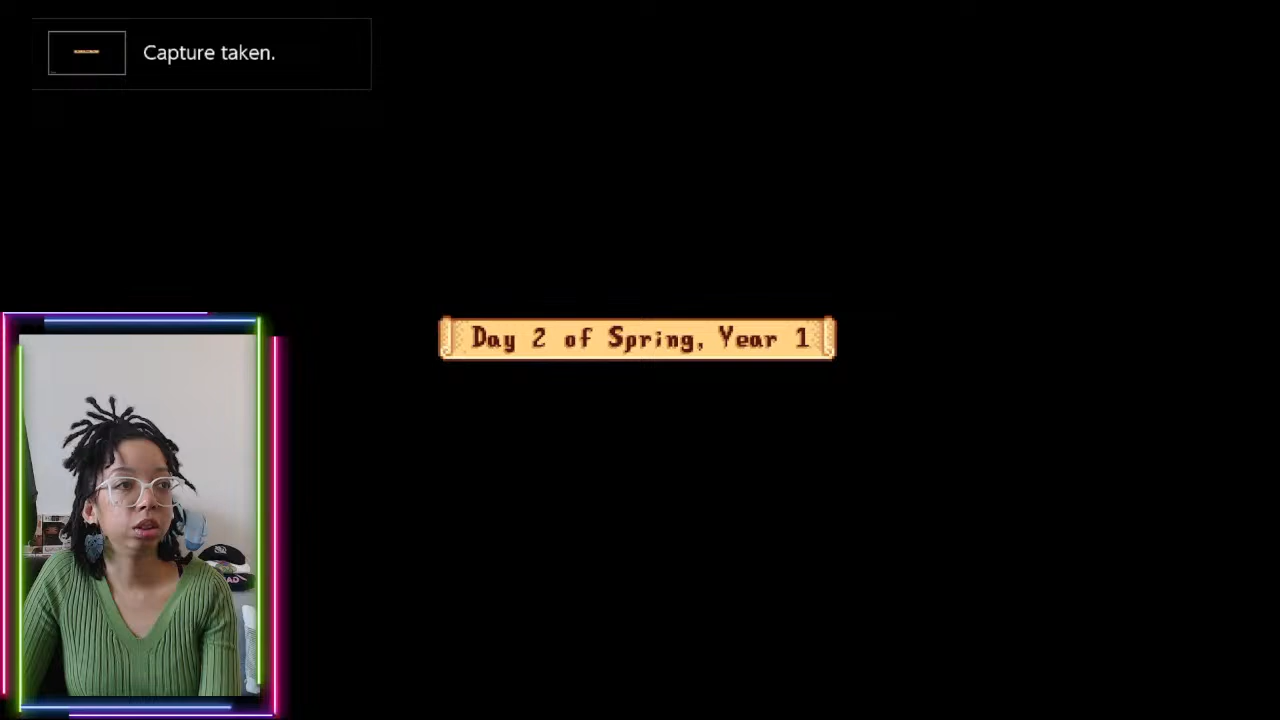 Capture taken.
Day 2 of Spring, Year 1